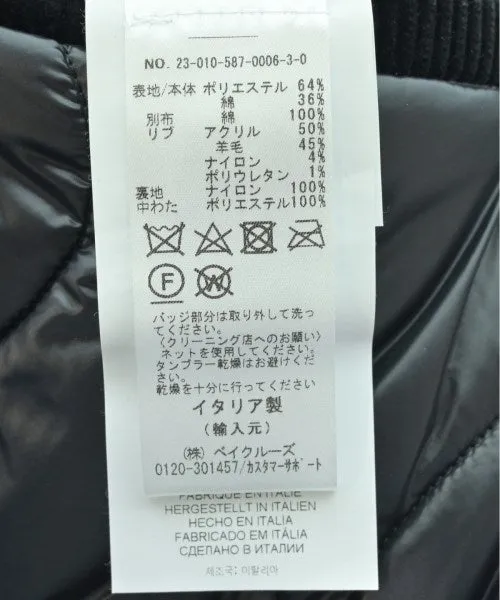 NO. 23-010-587-0006-3-0
表地/本体 ポリエステル 64%
綿 36%
別布 綿 100%
リブ アクリル 50%
羊毛 45%
ナイロン 4%
ポリウレタン 1%
裏地 ナイロン 100%
中わた ポリエステル100%
F W
バッジ部分は取り外して洗っ
てください。
〈クリーニング店へのお願い〉
ネットを使用してください。
タンブラー乾燥はお避けくだ
さい。
乾燥を十分に行ってください
イタリア製
(輸入元)
(株) ベイクルーズ
0120-301457/カスタマーサポート
FABRIQUÉ EN ITALIE
HERGESTELLT IN ITALIEN
HECHO EN ITALIA
FABRICADO EM ITÁLIA
СДЕЛАНО В ИТАЛИИ
제조국: 이탈리아